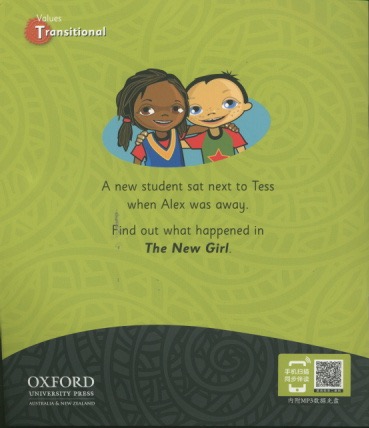 Values
Transitional
A new student sat next to Tess
when Alex was away.
Find out what happened in
The New Girl.
手机扫描
同步伴读
OXFORD
UNIVERSITY PRESS
AUSTRALIA & NEW ZEALAND
内附MP3数据光盘